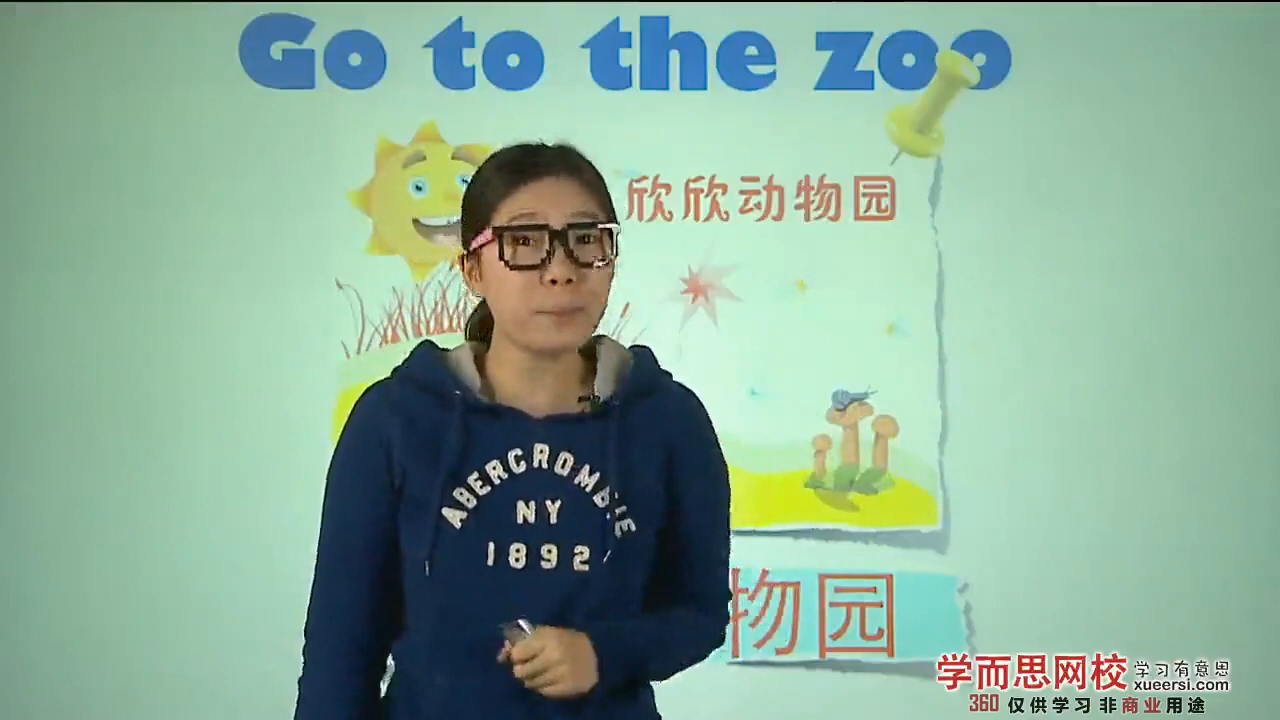 Go to the zoo
欣欣动物园
ABERCROMBIE
NY
1892
物园
学而思网校 学习有意思
xueersi.com
360 仅供学习 非商业用途